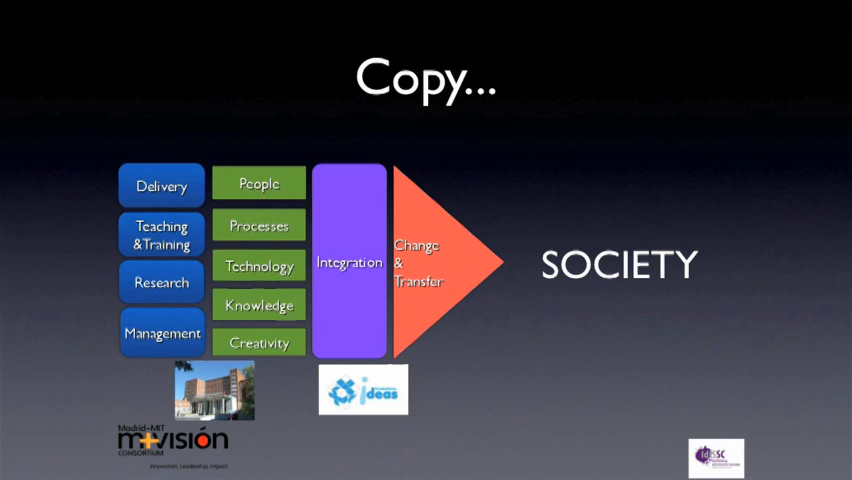 Copy...
Delivery
Teaching
&Training
Research
Management
People
Processes
Technology
Knowledge
Creativity
Integration
Change
&
Transfer
SOCIETY
ideas
Madrid-MIT
m+visión
CONSORTIUM
Innovation, Leadership, Impact
IdISSC